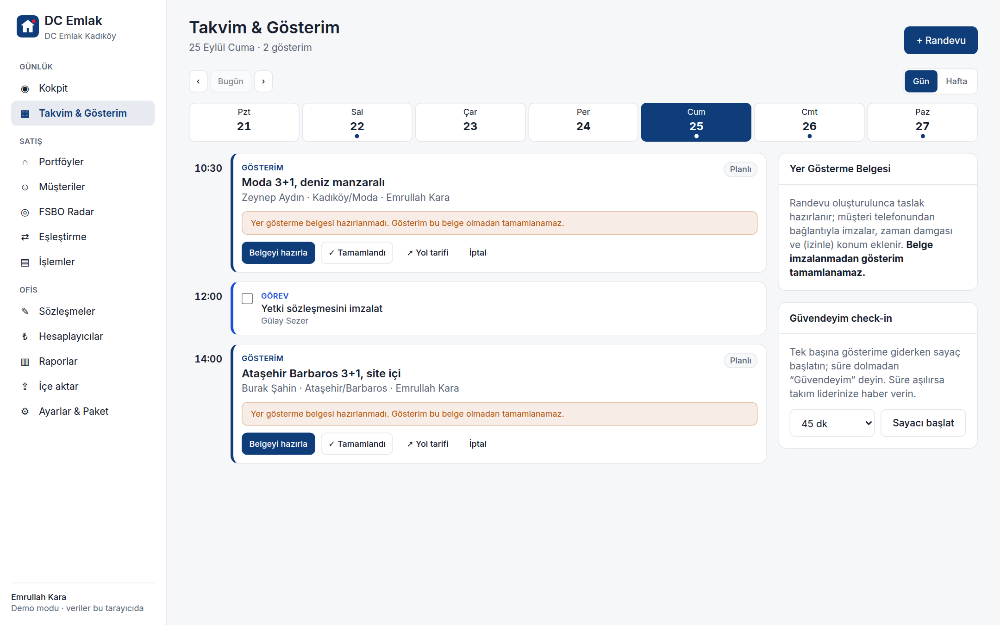 DC Emlak
DC Emlak Kadıköy
GÜNLÜK
Kokpit
Takvim & Gösterim
SATIŞ
Portföyler
Müşteriler
FSBO Radar
Eşleştirme
İşlemler
OFİS
Sözleşmeler
₺ Hesaplayıcılar
Raporlar
İçe aktar
Ayarlar & Paket
Emrullah Kara
Demo modu · veriler bu tarayıcıda
Takvim & Gösterim
25 Eylül Cuma · 2 gösterim
+ Randevu
‹ Bugün ›
Gün Hafta
Pzt Sal Çar Per Cum Cmt Paz
21 22 23 24 25 26 27
10:30
GÖSTERİM
Planlı
Moda 3+1, deniz manzaralı
Zeynep Aydın · Kadıköy/Moda · Emrullah Kara
Yer gösterme belgesi hazırlanmadı. Gösterim bu belge olmadan tamamlanamaz.
Belgeyi hazırla ✓ Tamamlandı ↗ Yol tarifi İptal
12:00
GÖREV
Yetki sözleşmesini imzalat
Gülay Sezer
14:00
GÖSTERİM
Planlı
Ataşehir Barbaros 3+1, site içi
Burak Şahin · Ataşehir/Barbaros · Emrullah Kara
Yer gösterme belgesi hazırlanmadı. Gösterim bu belge olmadan tamamlanamaz.
Belgeyi hazırla ✓ Tamamlandı ↗ Yol tarifi İptal
Yer Gösterme Belgesi
Randevu oluşturulunca taslak
hazırlanır; müşteri telefonundan
bağlantıyla imzalar, zaman damgası
ve (izinle) konum eklenir. Belge
imzalanmadan gösterim
tamamlanamaz.
Güvendeyim check-in
Tek başına gösterime giderken sayaç
başlatın; süre dolmadan
“Güvendeyim” deyin. Süre aşılırsa
takım liderinize haber verin.
45 dk Sayacı başlat